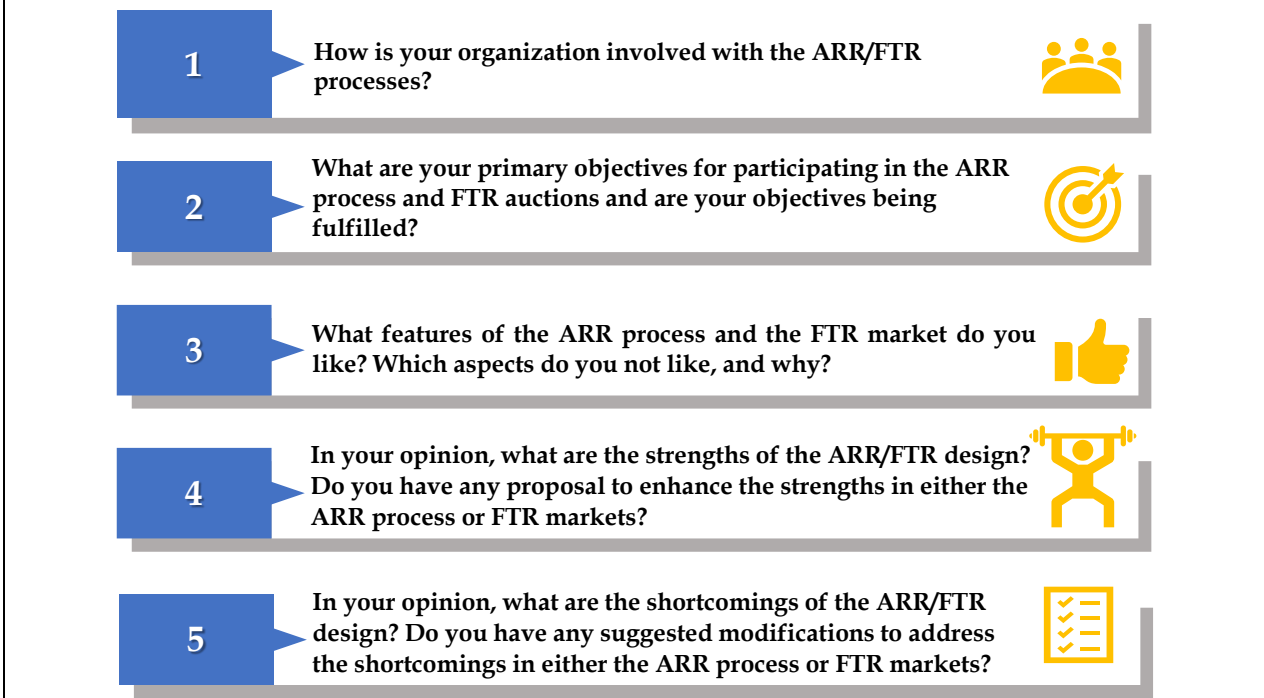 1
How is your organization involved with the ARR/FTR
processes?
2
What are your primary objectives for participating in the ARR
process and FTR auctions and are your objectives being
fulfilled?
3
What features of the ARR process and the FTR market do you
like? Which aspects do you not like, and why?
4
In your opinion, what are the strengths of the ARR/FTR design?
Do you have any proposal to enhance the strengths in either the
ARR process or FTR markets?
5
In your opinion, what are the shortcomings of the ARR/FTR
design? Do you have any suggested modifications to address
the shortcomings in either the ARR process or FTR markets?